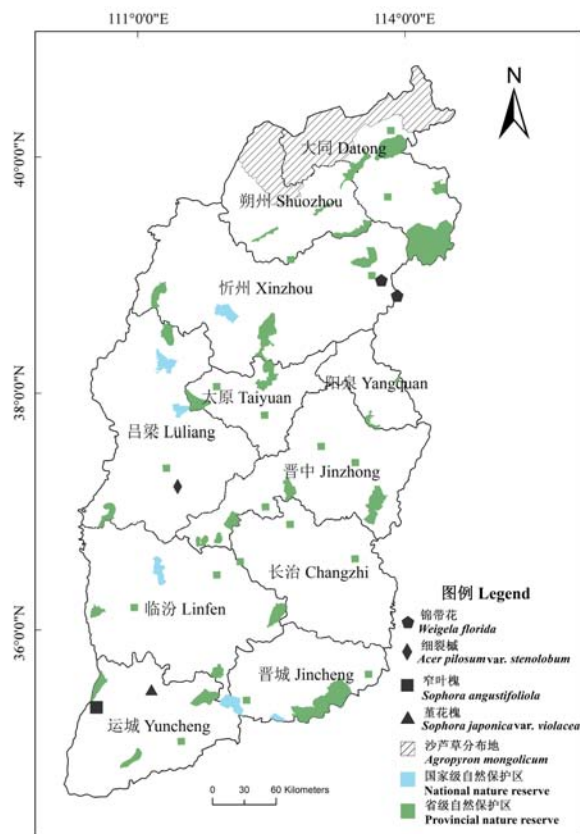 111°0'0"E 114°0'0"E
N
40°0'0"N
38°0'0"N
36°0'0"N
大同 Datong
朔州 Shuozhou
忻州 Xinzhou
阳泉 Yangquan
太原 Taiyuan
吕梁 Lüliang
晋中 Jinzhong
长治 Changzhi
临汾 Linfen
晋城 Jincheng
运城 Yuncheng
0 30 60 Kilometers
图例 Legend
锦带花
Weigela florida
细裂槭
Acer pilosum var. stenolobum
窄叶槐
Sophora angustifoliola
堇花槐
Sophora japonica var. violacea
沙芦草分布地
Agropyron mongolicum
国家级自然保护区
National nature reserve
省级自然保护区
Provincial nature reserve